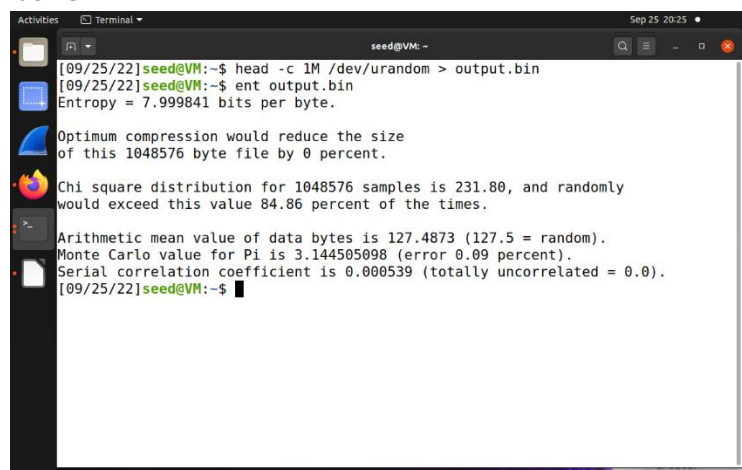 Activities
Terminal
Sep 25 20:25
seed@VM: ~
[09/25/22]seed@VM:~$ head -c 1M /dev/urandom > output.bin
[09/25/22]seed@VM:~$ ent output.bin
Entropy = 7.999841 bits per byte.
Optimum compression would reduce the size
of this 1048576 byte file by 0 percent.
Chi square distribution for 1048576 samples is 231.80, and randomly
would exceed this value 84.86 percent of the times.
Arithmetic mean value of data bytes is 127.4873 (127.5 = random).
Monte Carlo value for Pi is 3.144505098 (error 0.09 percent).
Serial correlation coefficient is 0.000539 (totally uncorrelated = 0.0).
[09/25/22]seed@VM:~$